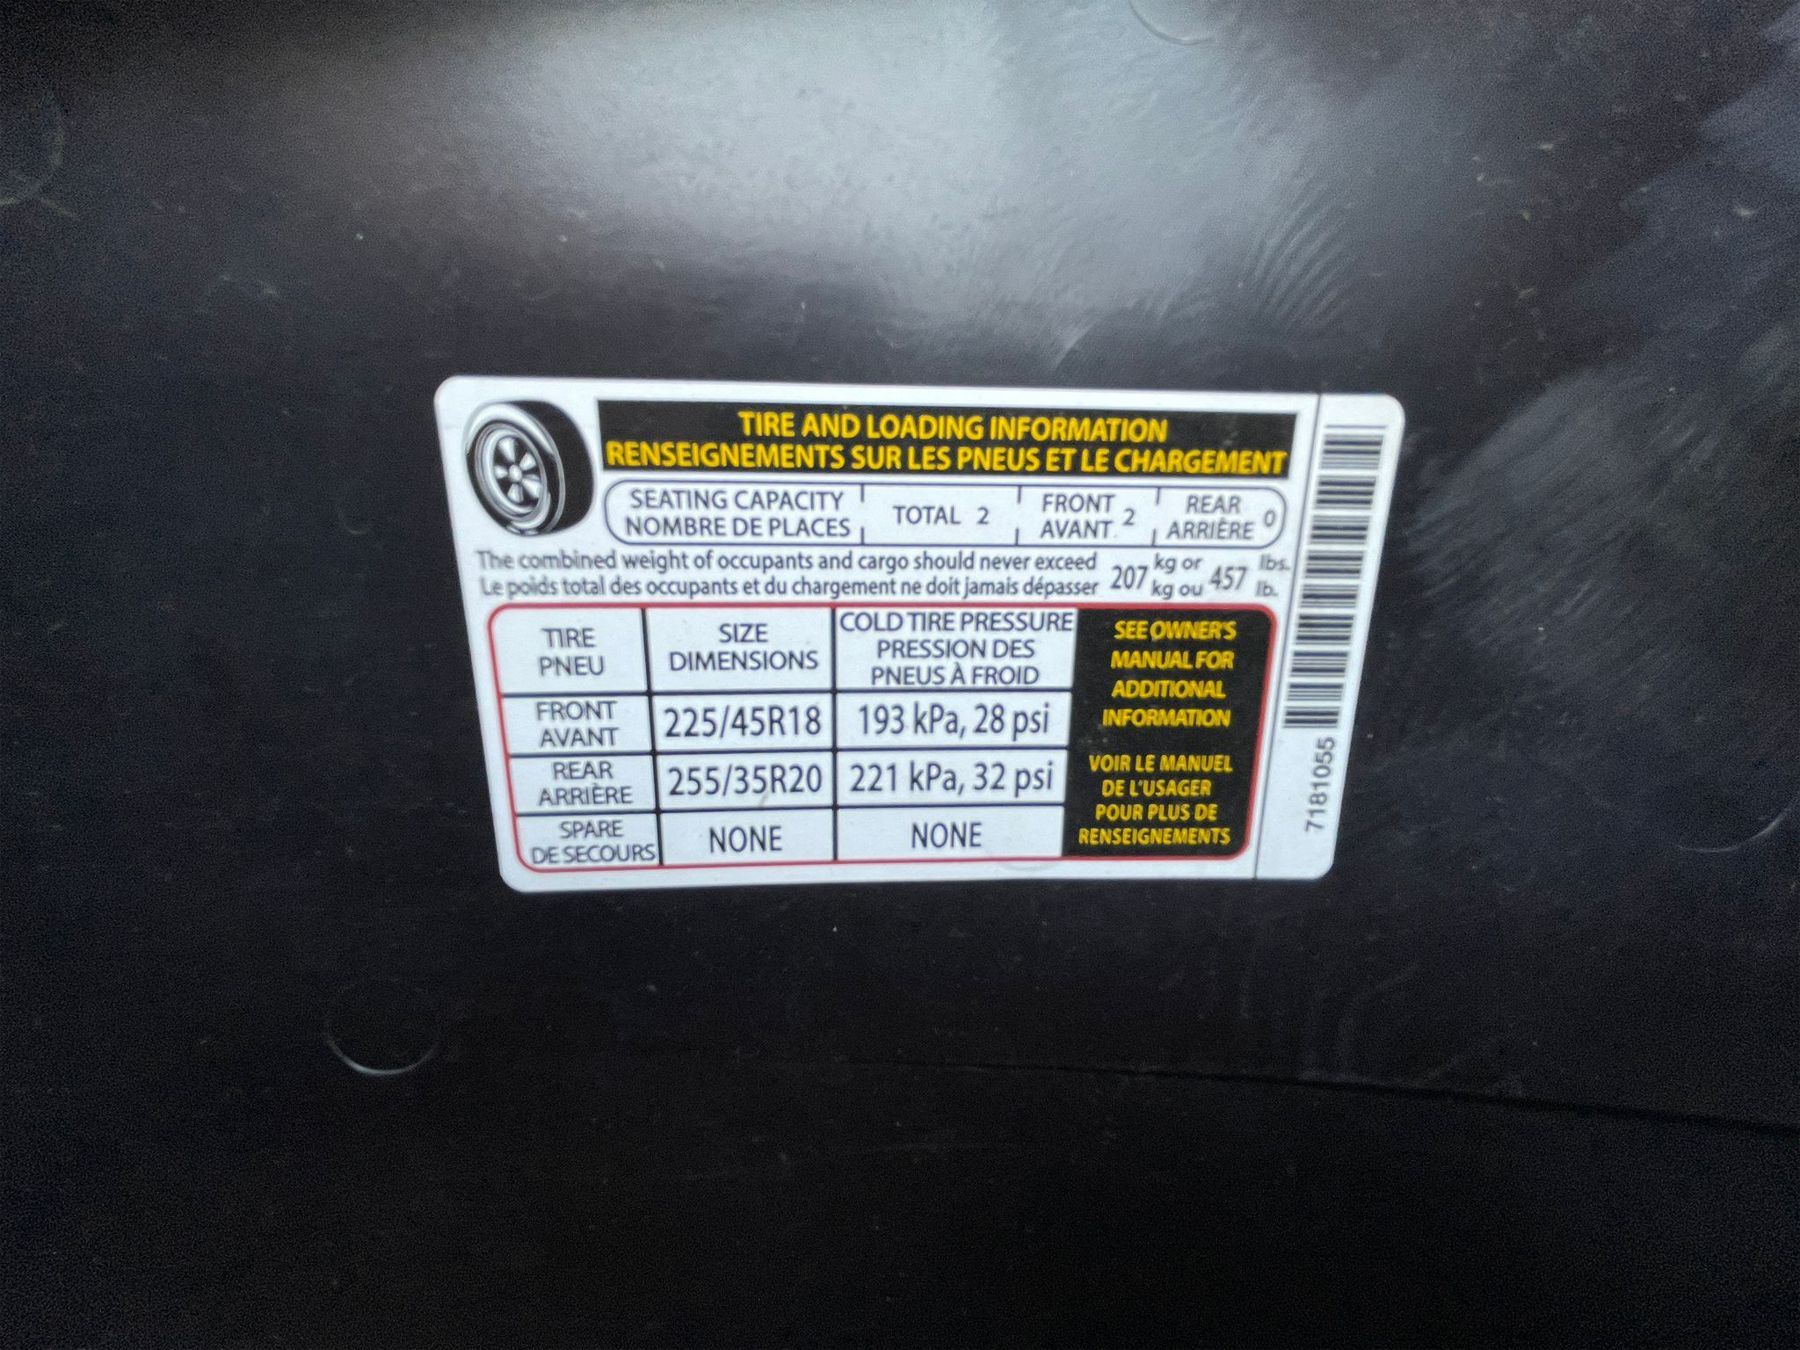 TIRE AND LOADING INFORMATION
RENSEIGNEMENTS SUR LES PNEUS ET LE CHARGEMENT
SEATING CAPACITY
NOMBRE DE PLACES
TOTAL 2
FRONT
AVANT 2
REAR
ARRIÈRE 0
The combined weight of occupants and cargo should never exceed 207 kg or 457 lbs.
Le poids total des occupants et du chargement ne doit jamais dépasser 207 kg ou 457 lb.
TIRE
PNEU
SIZE
DIMENSIONS
COLD TIRE PRESSURE
PRESSION DES
PNEUS À FROID
FRONT
AVANT
225/45R18
193 kPa, 28 psi
REAR
ARRIÈRE
255/35R20
221 kPa, 32 psi
SPARE
DE SECOURS
NONE
NONE
SEE OWNER'S
MANUAL FOR
ADDITIONAL
INFORMATION
VOIR LE MANUEL
DE L'USAGER
POUR PLUS DE
RENSEIGNEMENTS
7181055